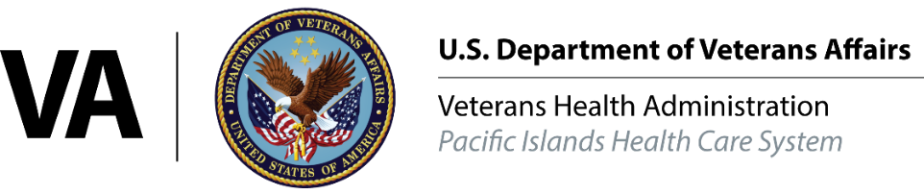 VA
DEPARTMENT OF VETERANS AFFAIRS
UNITED STATES OF AMERICA
U.S. Department of Veterans Affairs
Veterans Health Administration
Pacific Islands Health Care System